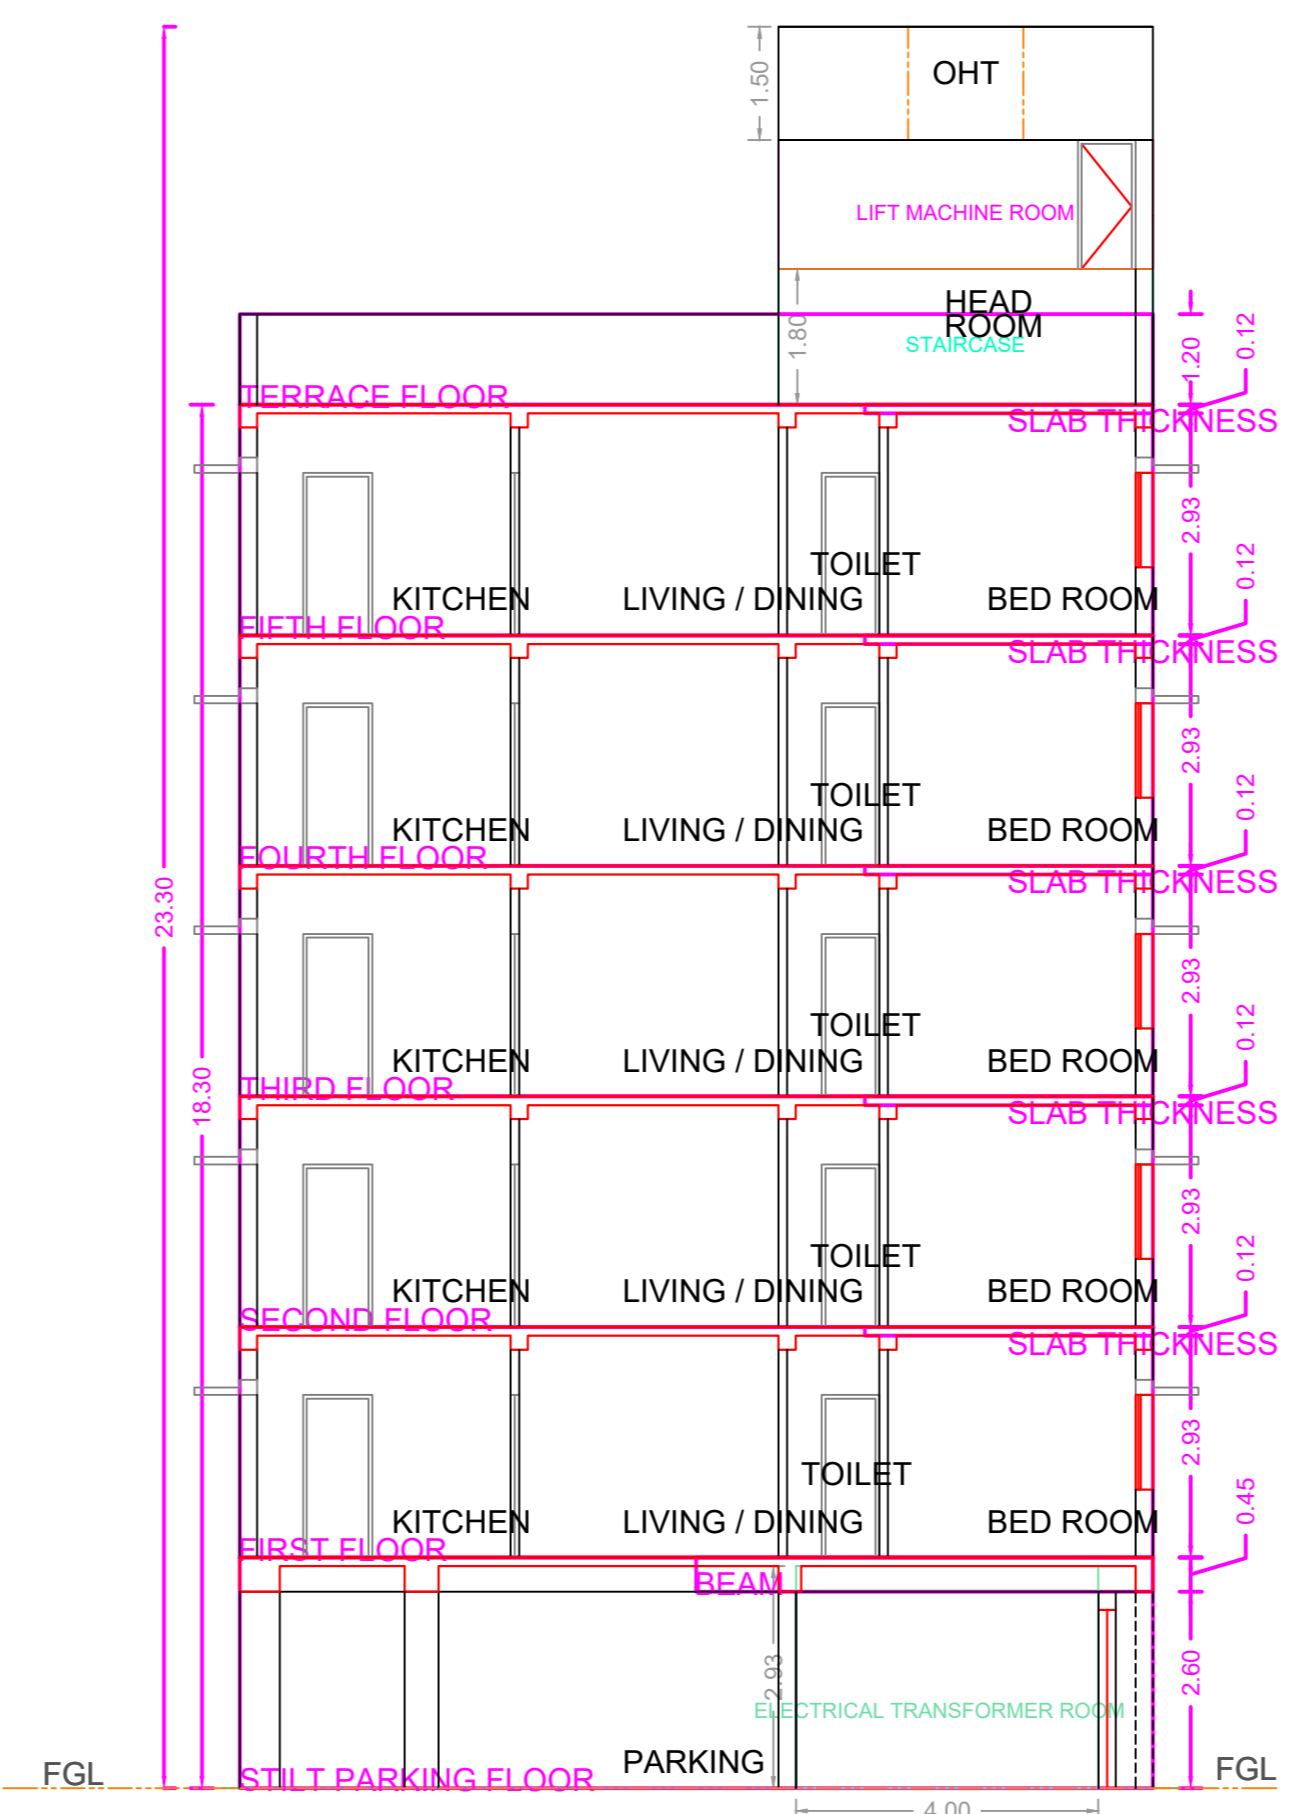 OHT
1.50
LIFT MACHINE ROOM
HEAD
ROOM
STAIRCASE
1.80
1.20
0.12
TERRACE FLOOR
SLAB THICKNESS
2.93
TOILET
KITCHEN
LIVING / DINING
BED ROOM
0.12
FIFTH FLOOR
SLAB THICKNESS
2.93
TOILET
KITCHEN
LIVING / DINING
BED ROOM
0.12
FOURTH FLOOR
SLAB THICKNESS
23.30
2.93
TOILET
KITCHEN
LIVING / DINING
BED ROOM
0.12
THIRD FLOOR
SLAB THICKNESS
18.30
2.93
TOILET
KITCHEN
LIVING / DINING
BED ROOM
0.12
SECOND FLOOR
SLAB THICKNESS
2.93
TOILET
KITCHEN
LIVING / DINING
BED ROOM
0.45
FIRST FLOOR
BEAM
2.93
2.60
ELECTRICAL TRANSFORMER ROOM
PARKING
FGL
STILT PARKING FLOOR
FGL
4.00